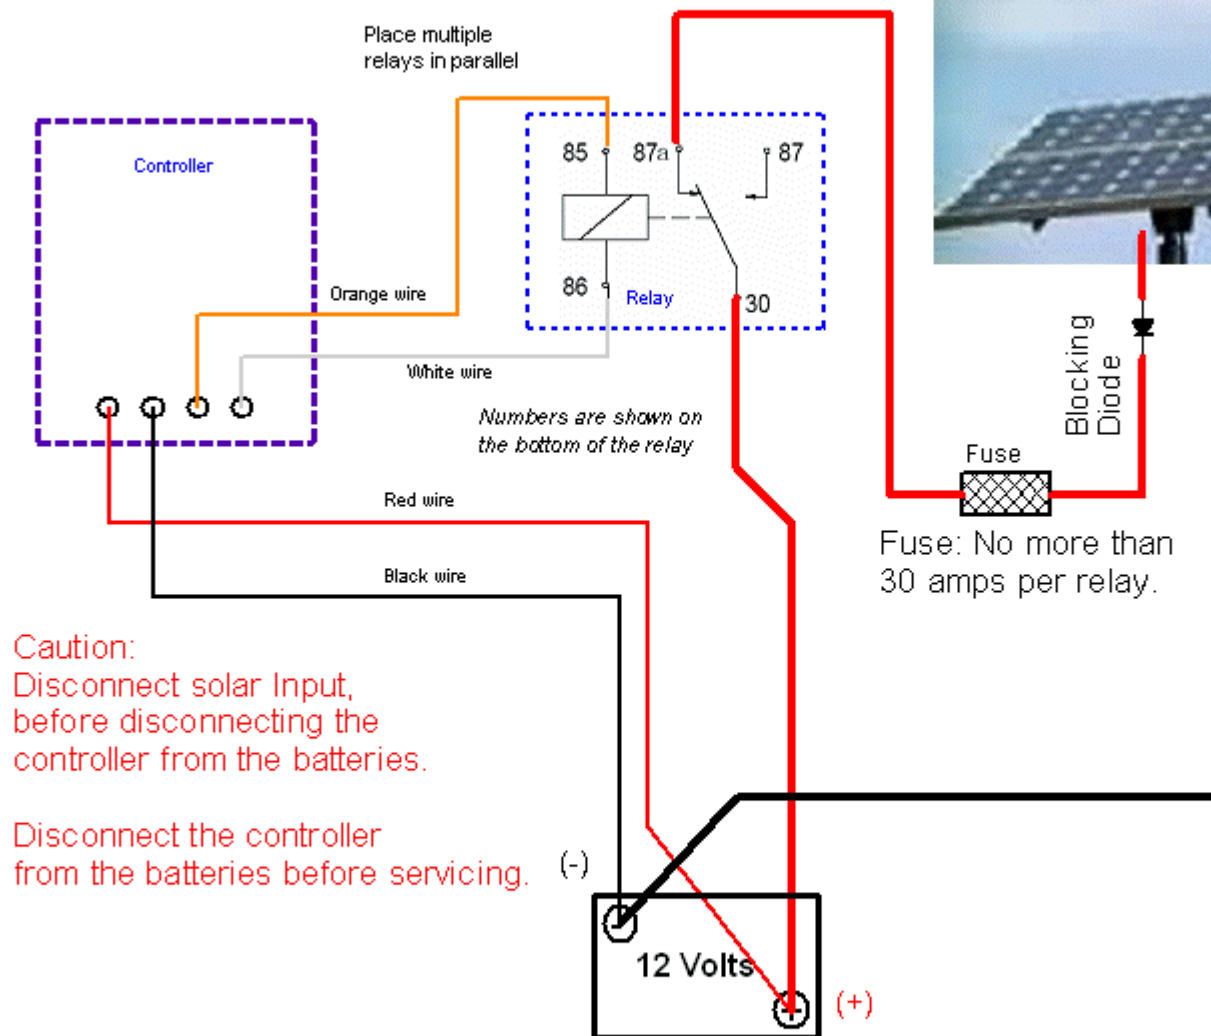 Place multiple
relays in parallel
Controller
85
87a
87
86
Relay
30
Orange wire
White wire
Numbers are shown on
the bottom of the relay
Blocking
Diode
Fuse
Fuse: No more than
30 amps per relay.
Red wire
Black wire
Caution:
Disconnect solar Input,
before disconnecting the
controller from the batteries.
Disconnect the controller
from the batteries before servicing.
(-)
12 Volts
(+)